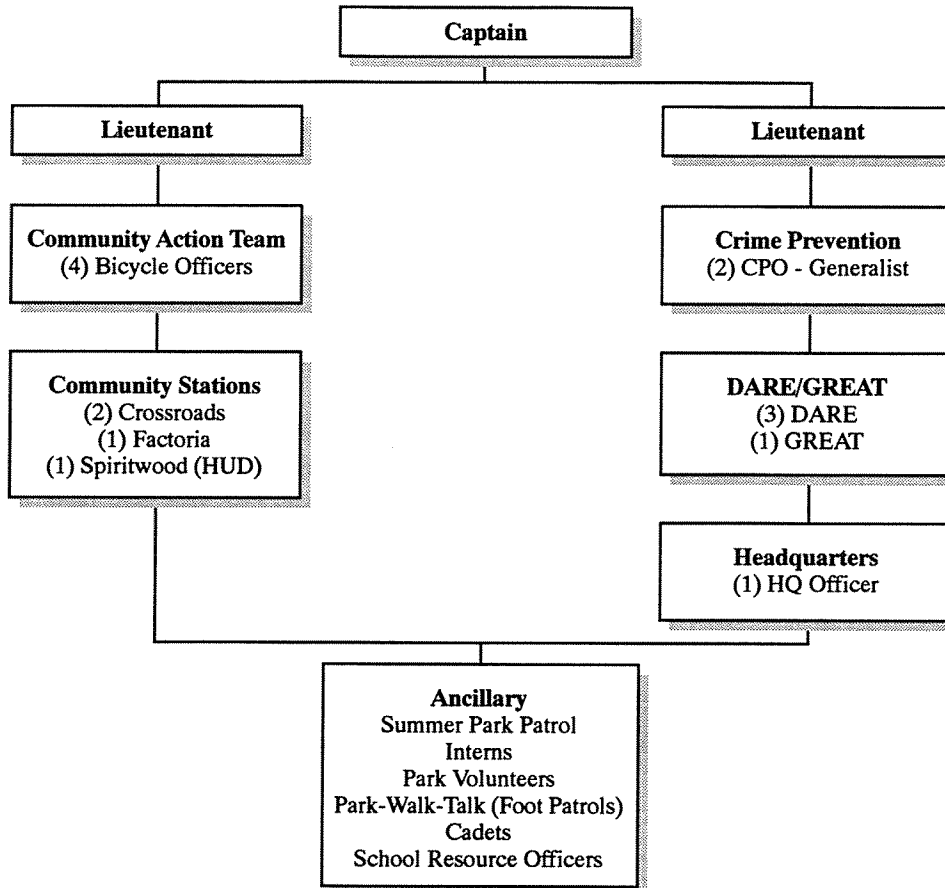 Captain
Lieutenant
Lieutenant
Community Action Team
(4) Bicycle Officers
Crime Prevention
(2) CPO - Generalist
Community Stations
(2) Crossroads
(1) Factoria
(1) Spiritwood (HUD)
DARE/GREAT
(3) DARE
(1) GREAT
Headquarters
(1) HQ Officer
Ancillary
Summer Park Patrol
Interns
Park Volunteers
Park-Walk-Talk (Foot Patrols)
Cadets
School Resource Officers